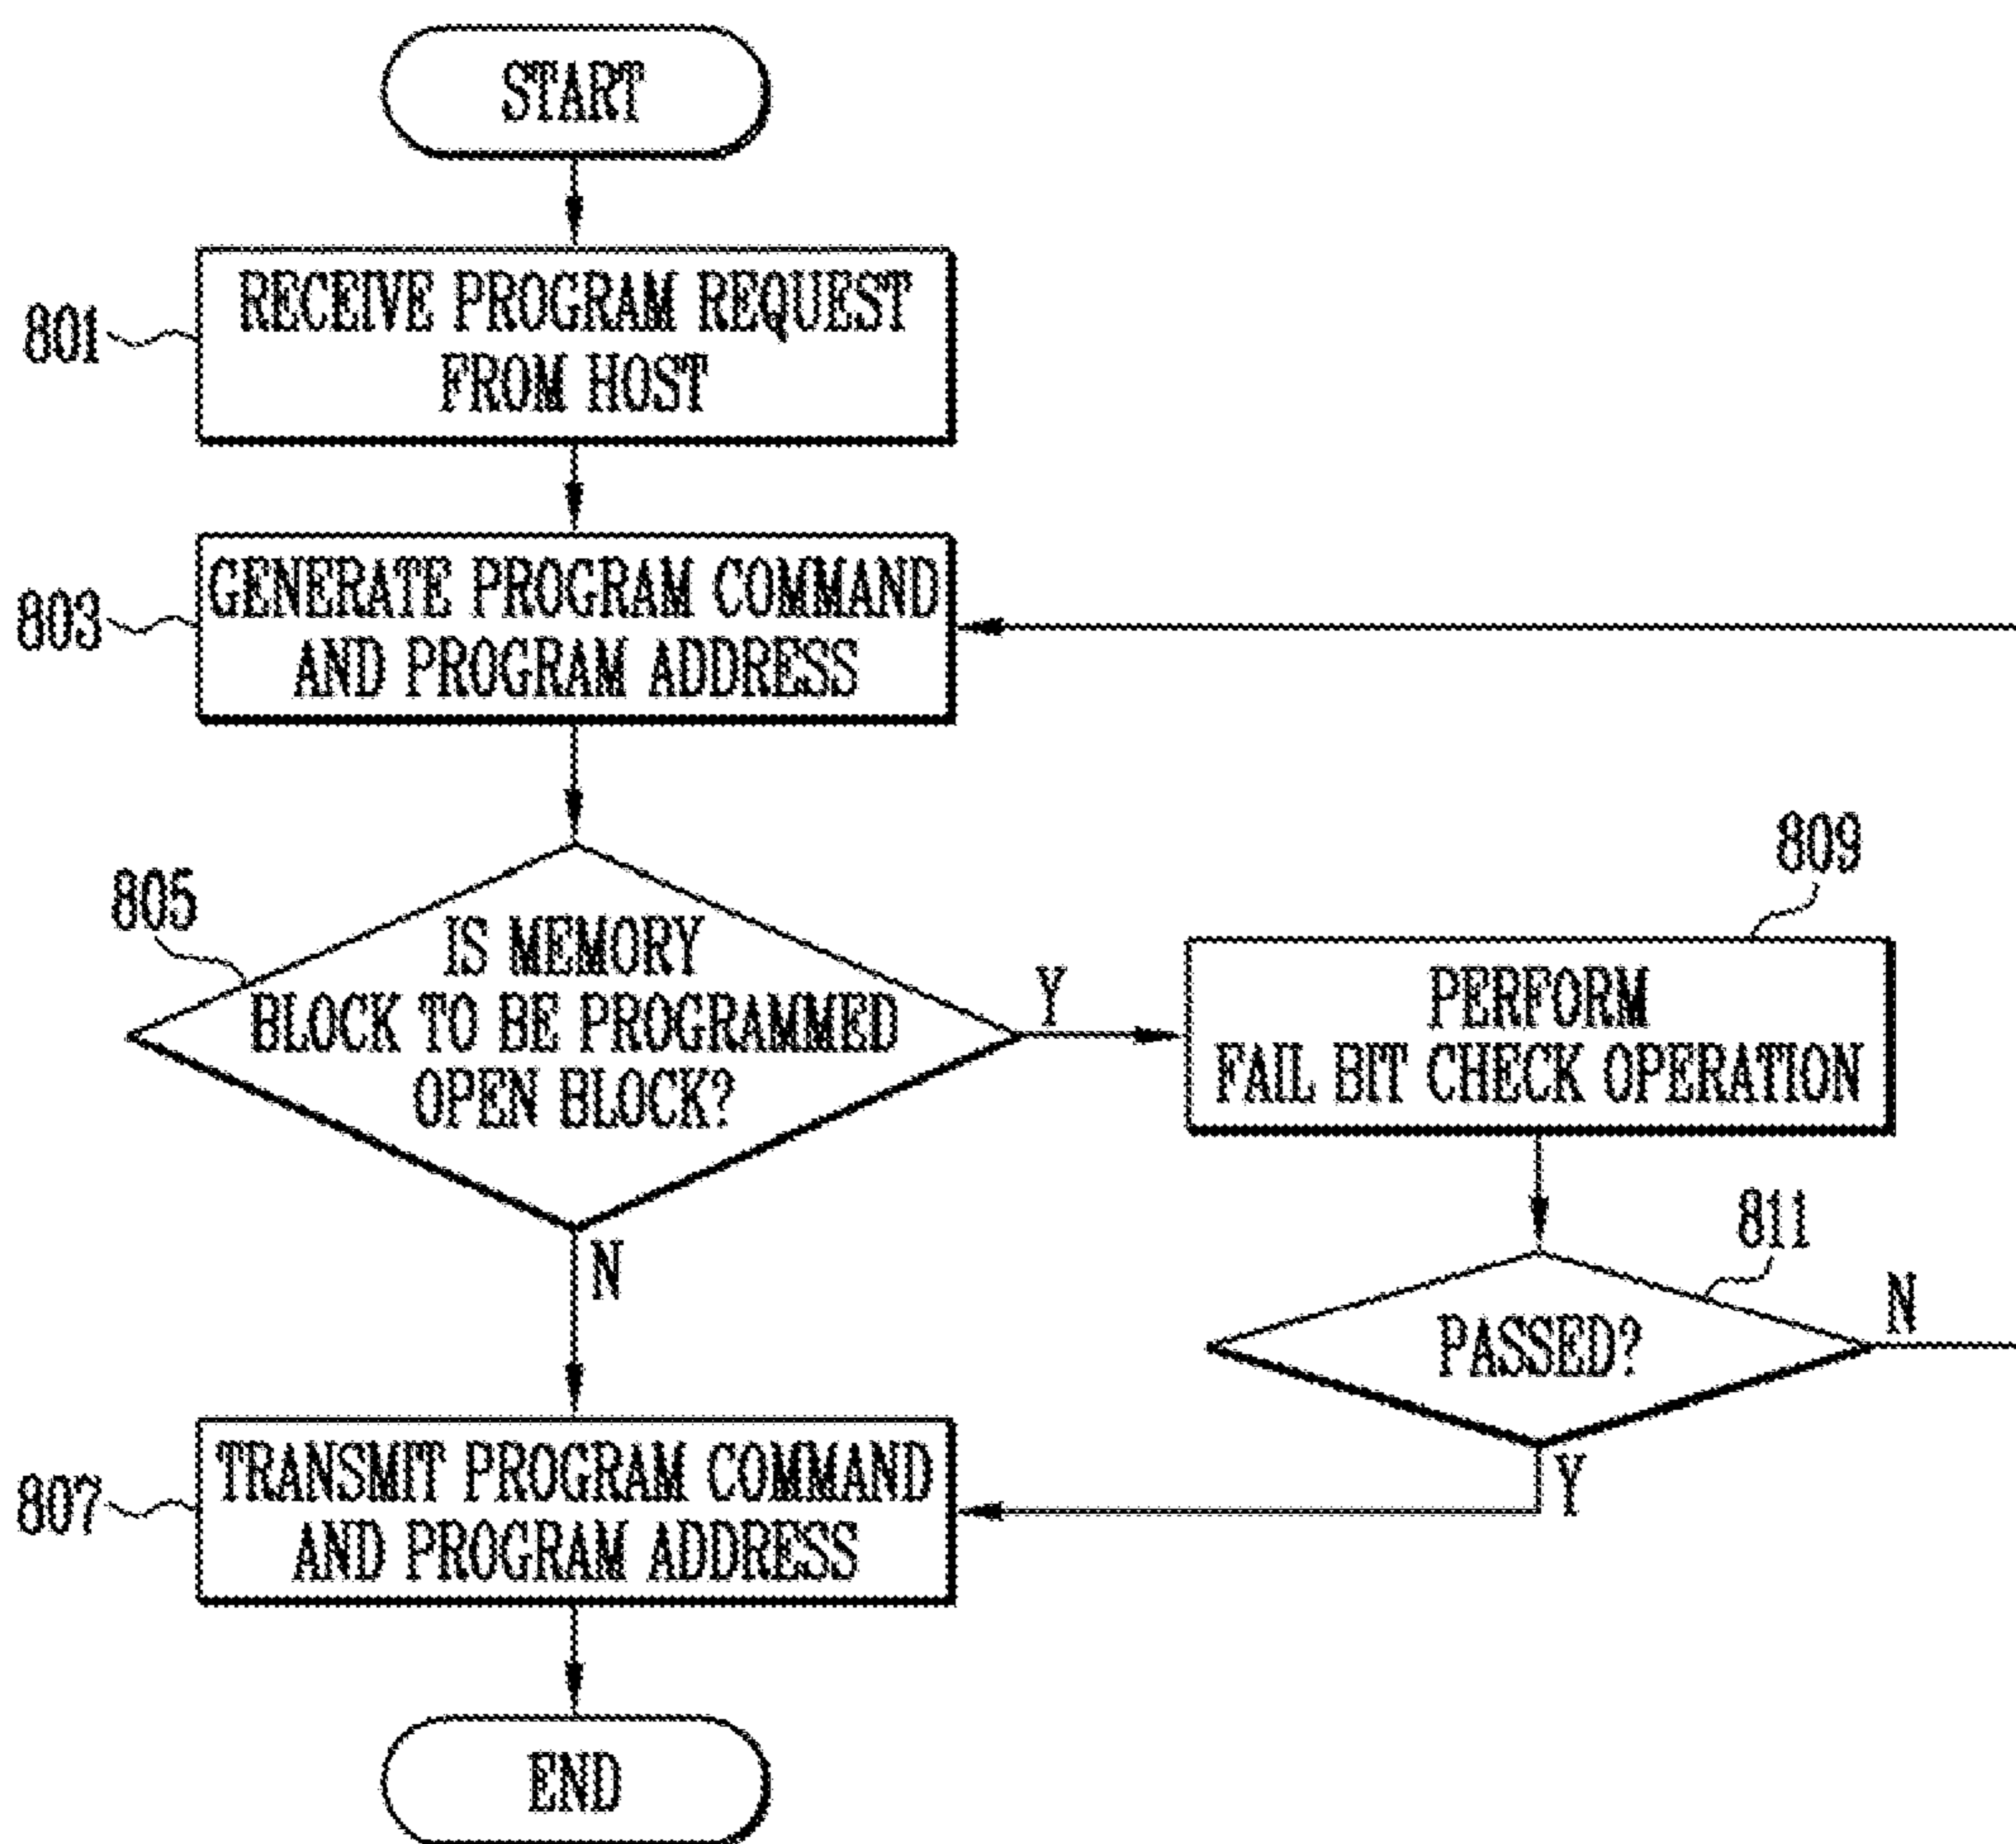 START
801
RECEIVE PROGRAM REQUEST
FROM HOST
803
GENERATE PROGRAM COMMAND
AND PROGRAM ADDRESS
805
IS MEMORY
BLOCK TO BE PROGRAMMED
OPEN BLOCK?
Y
N
809
PERFORM
FAIL BIT CHECK OPERATION
811
PASSED?
N
Y
807
TRANSMIT PROGRAM COMMAND
AND PROGRAM ADDRESS
END